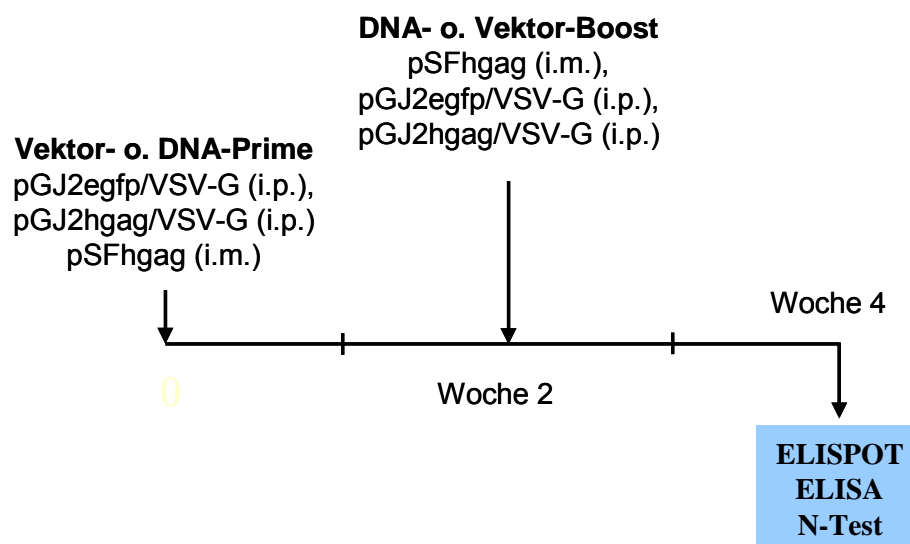 DNA- o. Vektor-Boost
pSFhgag (i.m.),
pGJ2egfp/VSV-G (i.p.),
pGJ2hgag/VSV-G (i.p.)
Vektor- o. DNA-Prime
pGJ2egfp/VSV-G (i.p.),
pGJ2hgag/VSV-G (i.p.)
pSFhgag (i.m.)
Woche 4
0
Woche 2
ELISPOT
ELISA
N-Test